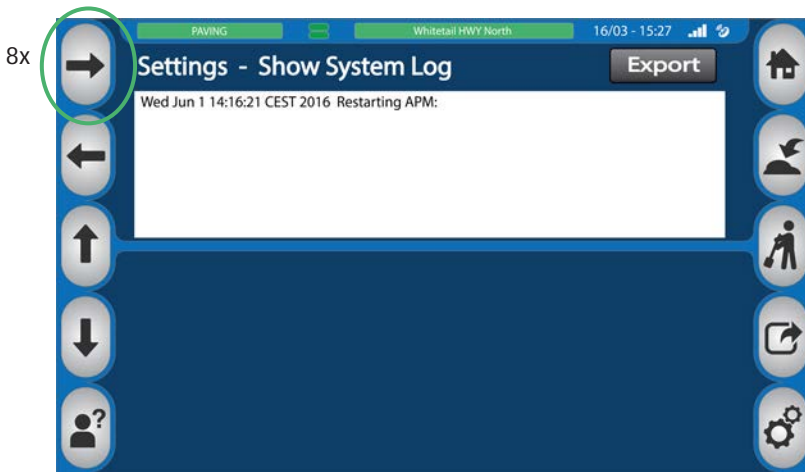 PAVING
Whitetail HWY North
16/03 - 15:27
8x
Settings - Show System Log
Export
Wed Jun 1 14:16:21 CEST 2016 Restarting APM:
?